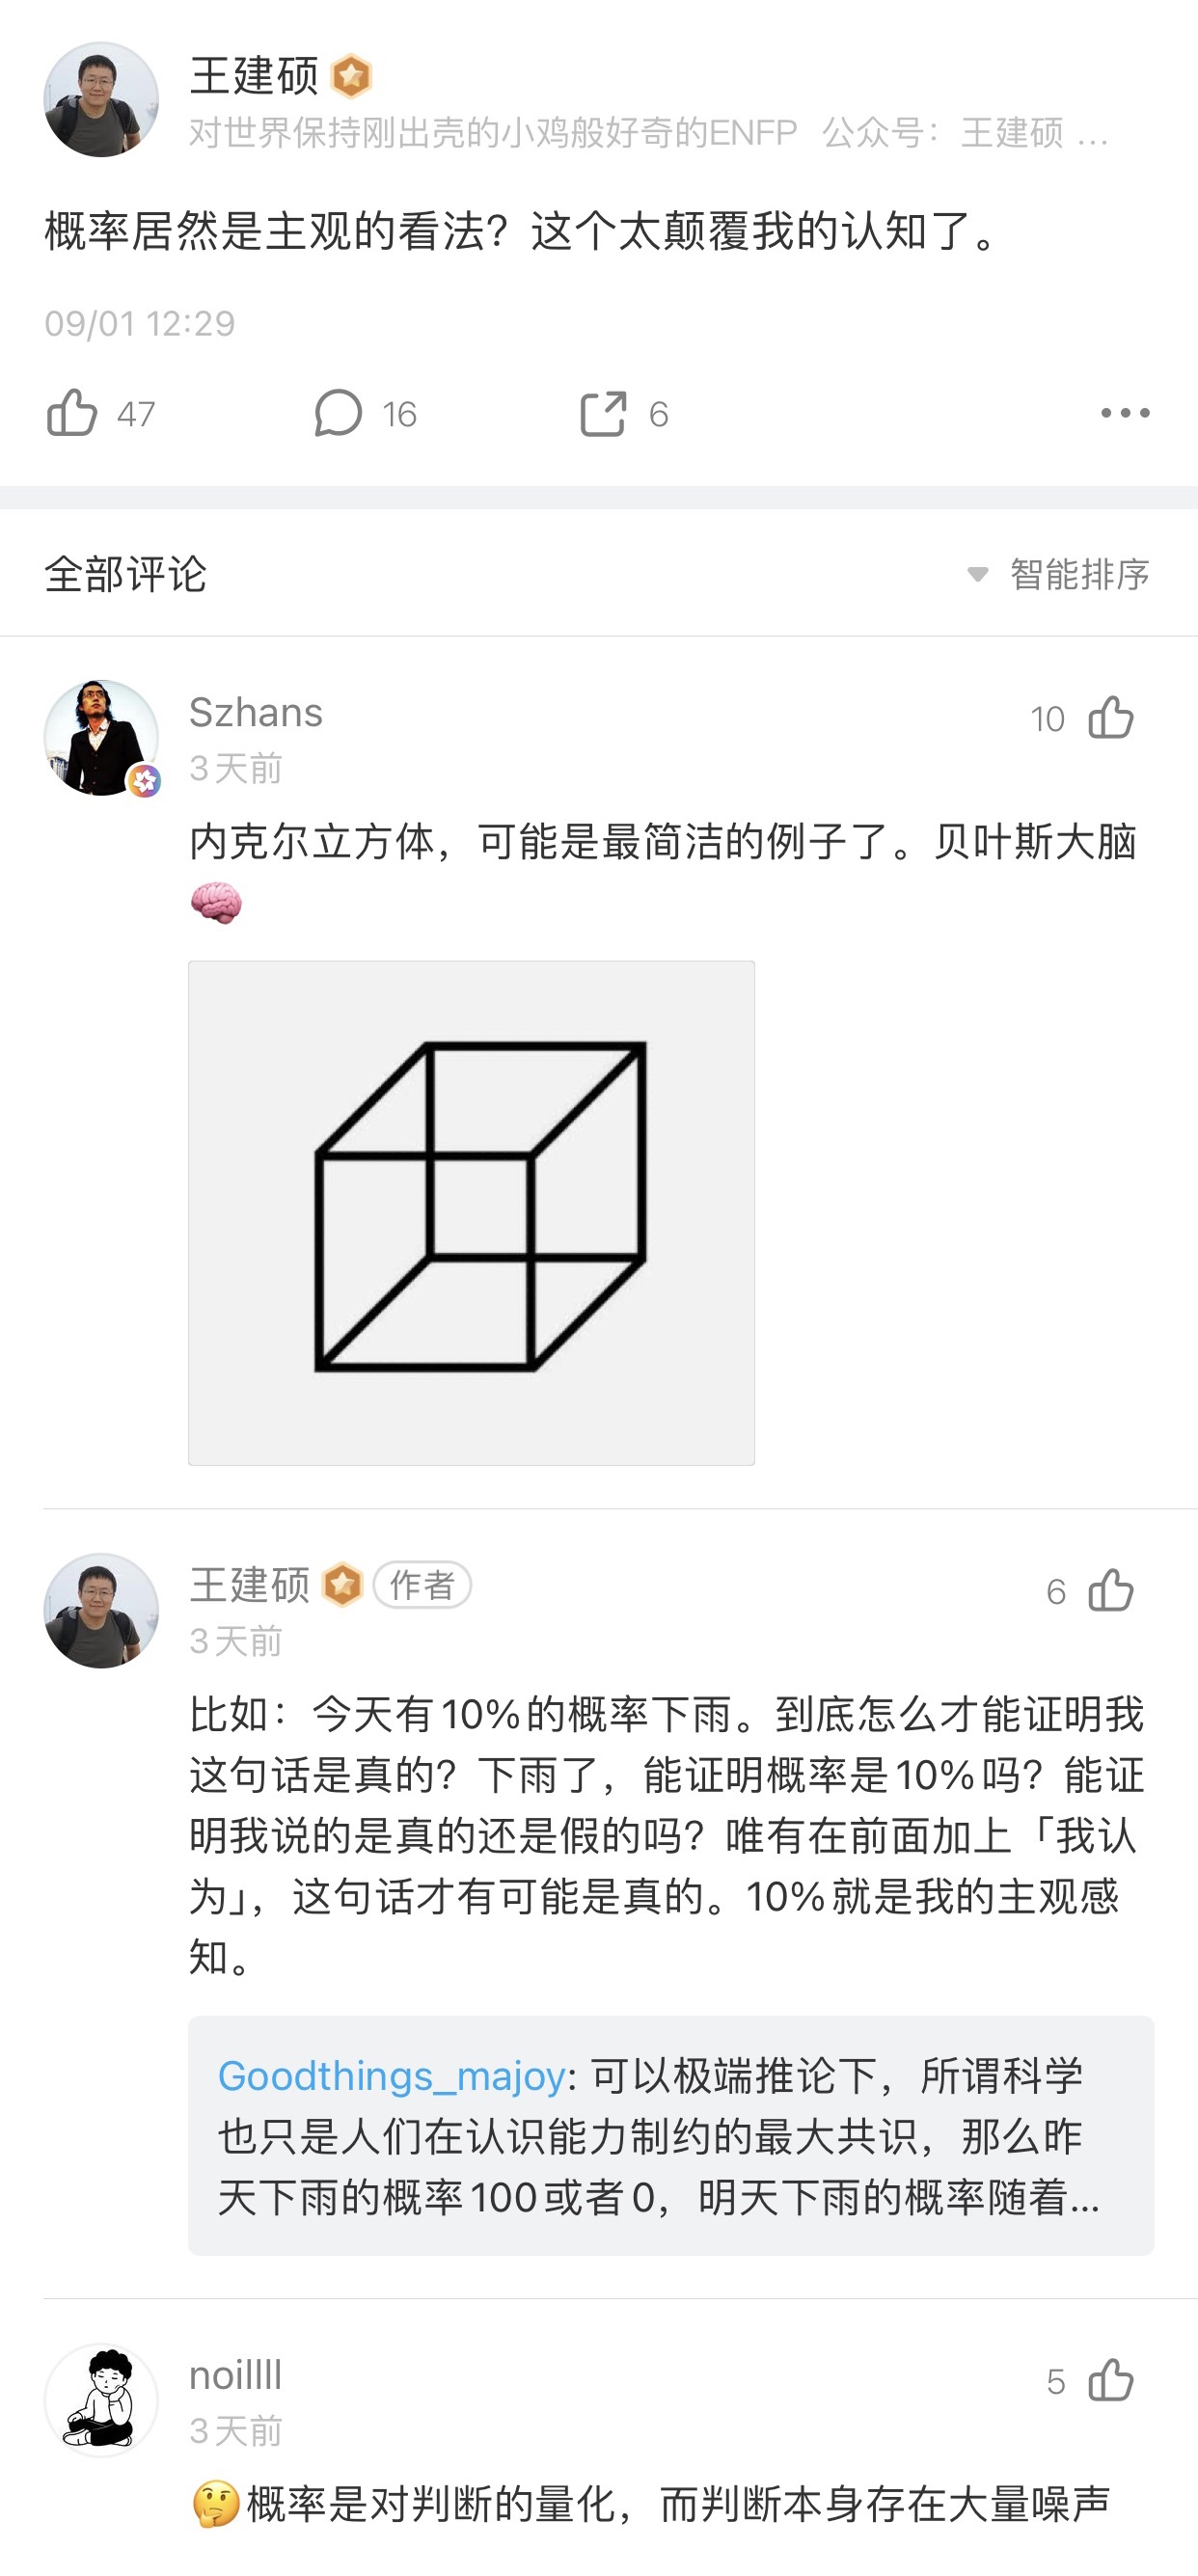 王建硕
对世界保持刚出壳的小鸡般好奇的ENFP 公众号：王建硕 ...
概率居然是主观的看法？这个太颠覆我的认知了。
09/01 12:29
47 16 6
全部评论 智能排序
Szhans 10
3天前
内克尔立方体，可能是最简洁的例子了。贝叶斯大脑
🧠
王建硕 作者 6
3天前
比如：今天有10%的概率下雨。到底怎么才能证明我
这句话是真的？下雨了，能证明概率是10%吗？能证
明我说的是真的还是假的吗？唯有在前面加上「我认
为」，这句话才有可能是真的。10%就是我的主观感
知。
Goodthings_majoy: 可以极端推论下，所谓科学
也只是人们在认识能力制约的最大共识，那么昨
天下雨的概率100或者0，明天下雨的概率随着...
noillll 5
3天前
🤔概率是对判断的量化，而判断本身存在大量噪声